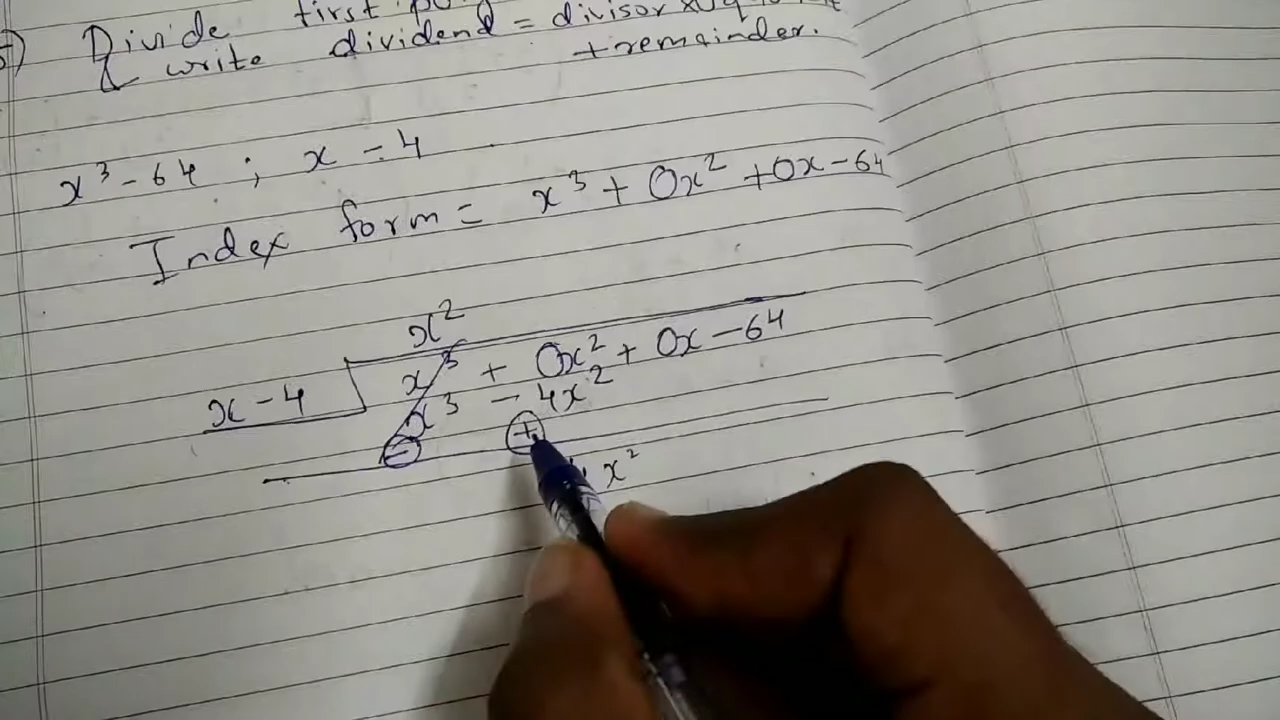 Divide first
& write dividend = divisor ×
+ remainder.
x³ - 64 ; x - 4
Index form = x³ + 0x² + 0x - 64
x²
x - 4 x³ + 0x² + 0x - 64
x³ - 4x²
- +
x²